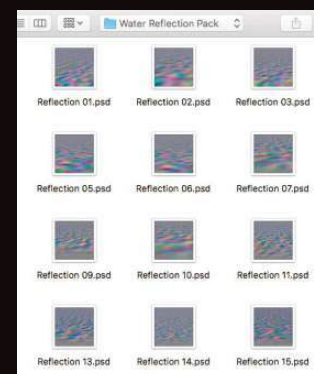 Water Reflection Pack
Reflection 01.psd Reflection 02.psd Reflection 03.psd
Reflection 05.psd Reflection 06.psd Reflection 07.psd
Reflection 09.psd Reflection 10.psd Reflection 11.psd
Reflection 13.psd Reflection 14.psd Reflection 15.psd